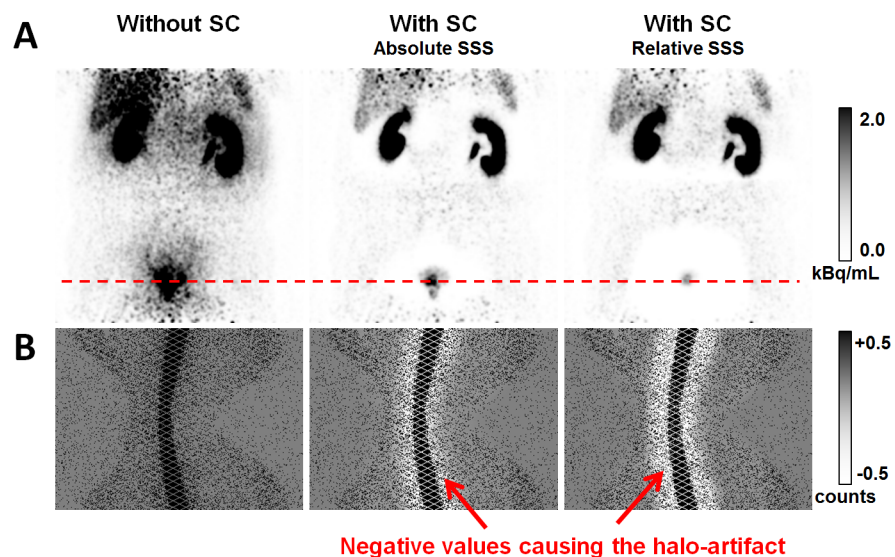 A
Without SC
With SC
Absolute SSS
With SC
Relative SSS
2.0
0.0
kBq/mL
B
+0.5
-0.5
counts
Negative values causing the halo-artifact